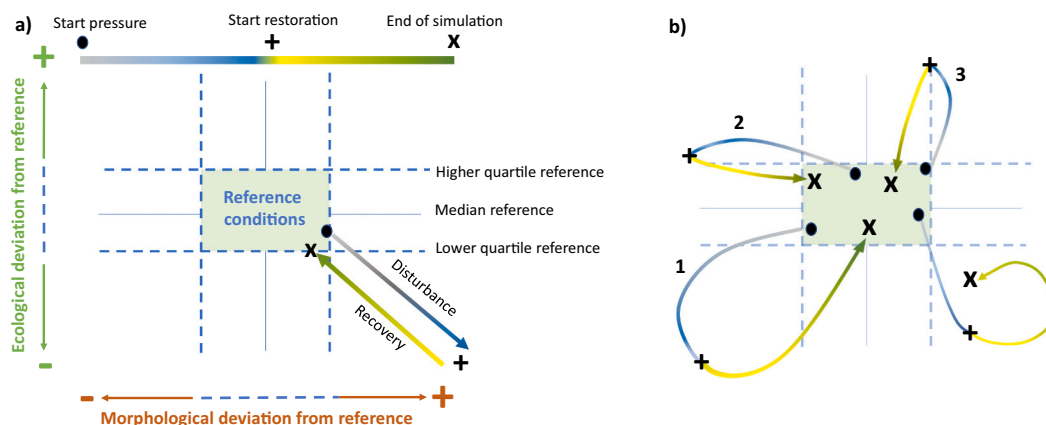 a)
Start pressure
Start restoration
End of simulation
+
Ecological deviation from reference
-
Higher quartile reference
Reference
conditions
Median reference
Lower quartile reference
Disturbance
Recovery
- +
Morphological deviation from reference
b)
3
2
1